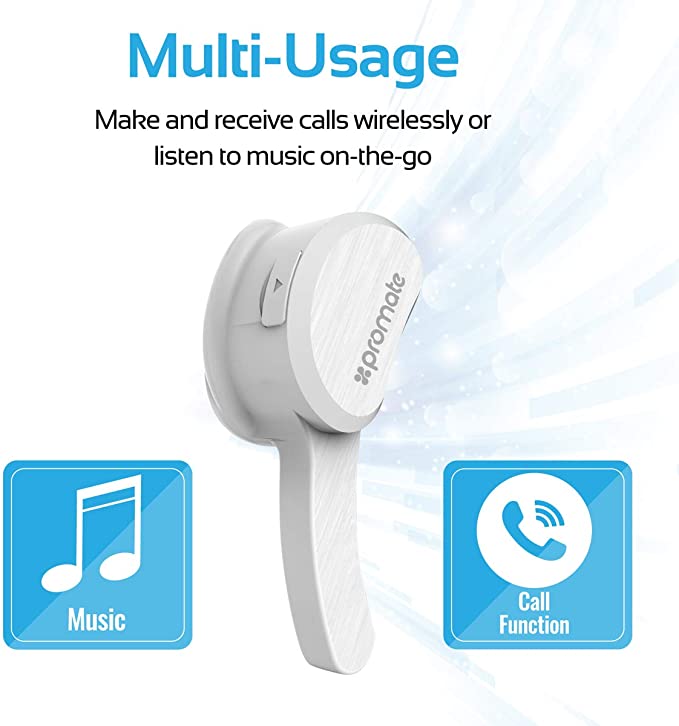 Multi-Usage
Make and receive calls wirelessly or
listen to music on-the-go
promate
Music
Call
Function